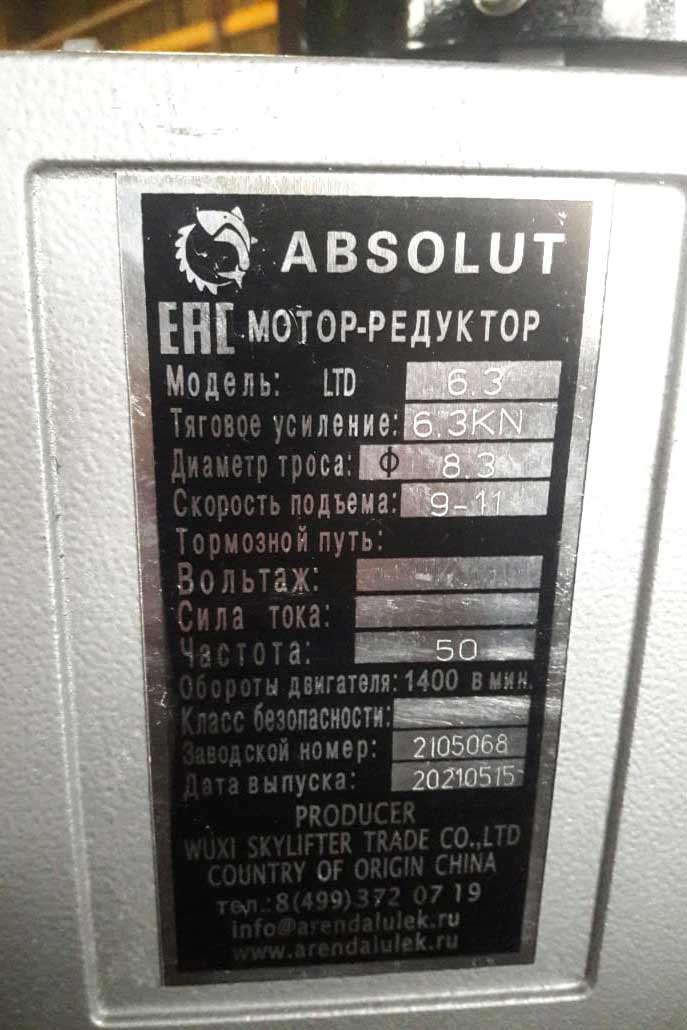 ABSOLUT
EAC МОТОР-РЕДУКТОР
Модель: LTD 6.3
Тяговое усиление: 6.3KN
Диаметр троса: ϕ 8.3
Скорость подъема: 9-11
Тормозной путь:
Вольтаж:
Сила тока:
Частота: 50
Обороты двигателя: 1400 в мин.
Класс безопасности:
Заводской номер: 2105068
Дата выпуска: 20210515
PRODUCER
WUXI SKYLIFTER TRADE CO.,LTD
COUNTRY OF ORIGIN CHINA
тел.:8(499)372 07 19
info@arendalulek.ru
www.arendalulek.ru